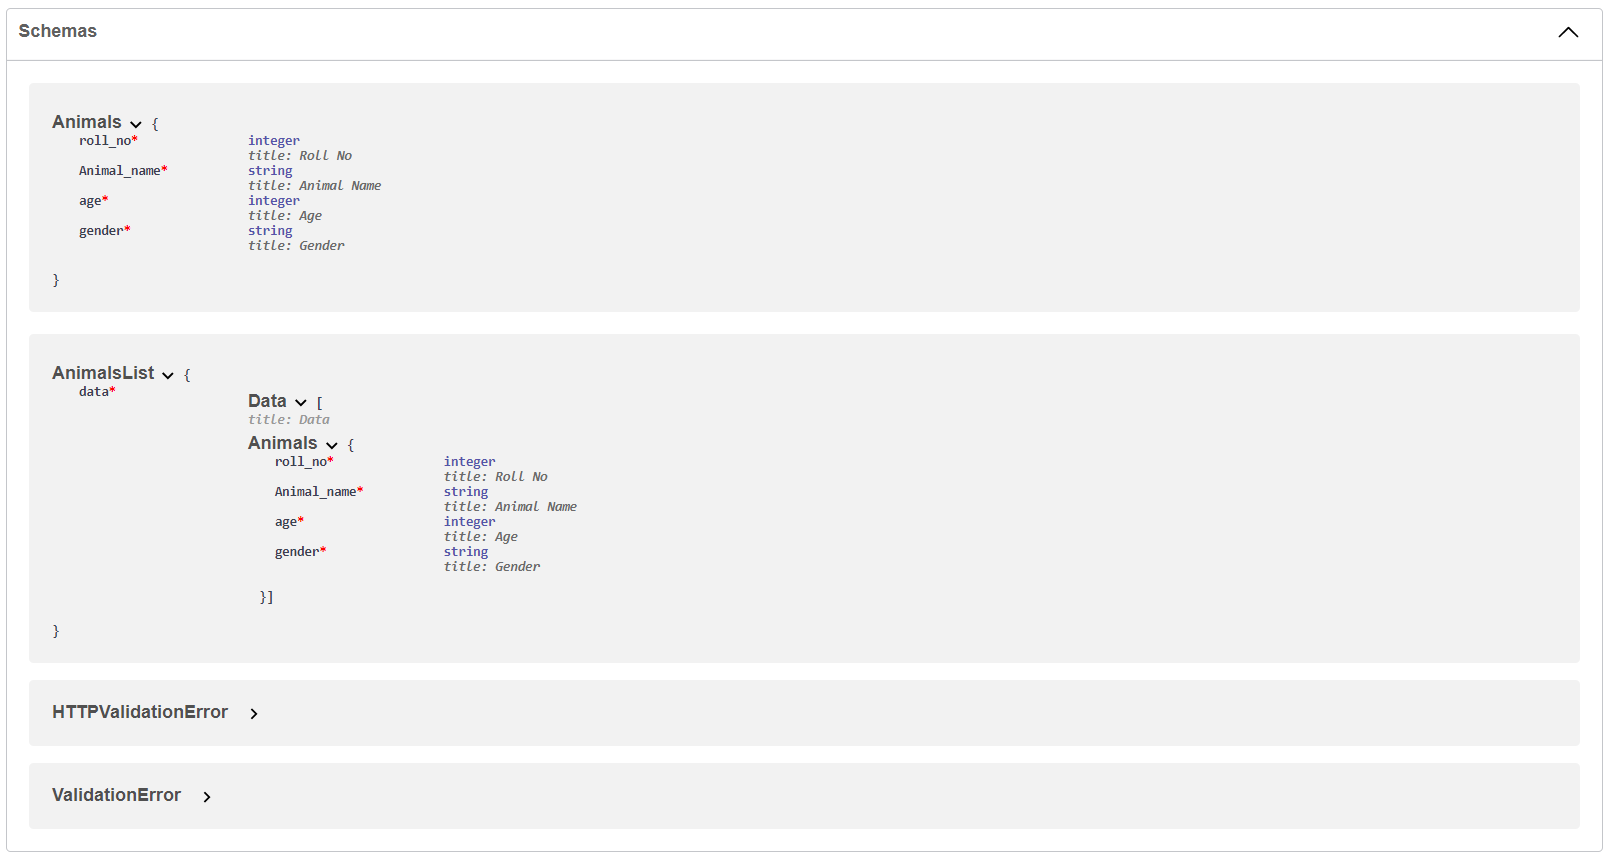 Schemas
Animals {
roll_no* integer
title: Roll No
Animal_name* string
title: Animal Name
age* integer
title: Age
gender* string
title: Gender
}
AnimalsList {
data*
Data [
title: Data
Animals {
roll_no* integer
title: Roll No
Animal_name* string
title: Animal Name
age* integer
title: Age
gender* string
title: Gender
}]
}
HTTPValidationError
ValidationError